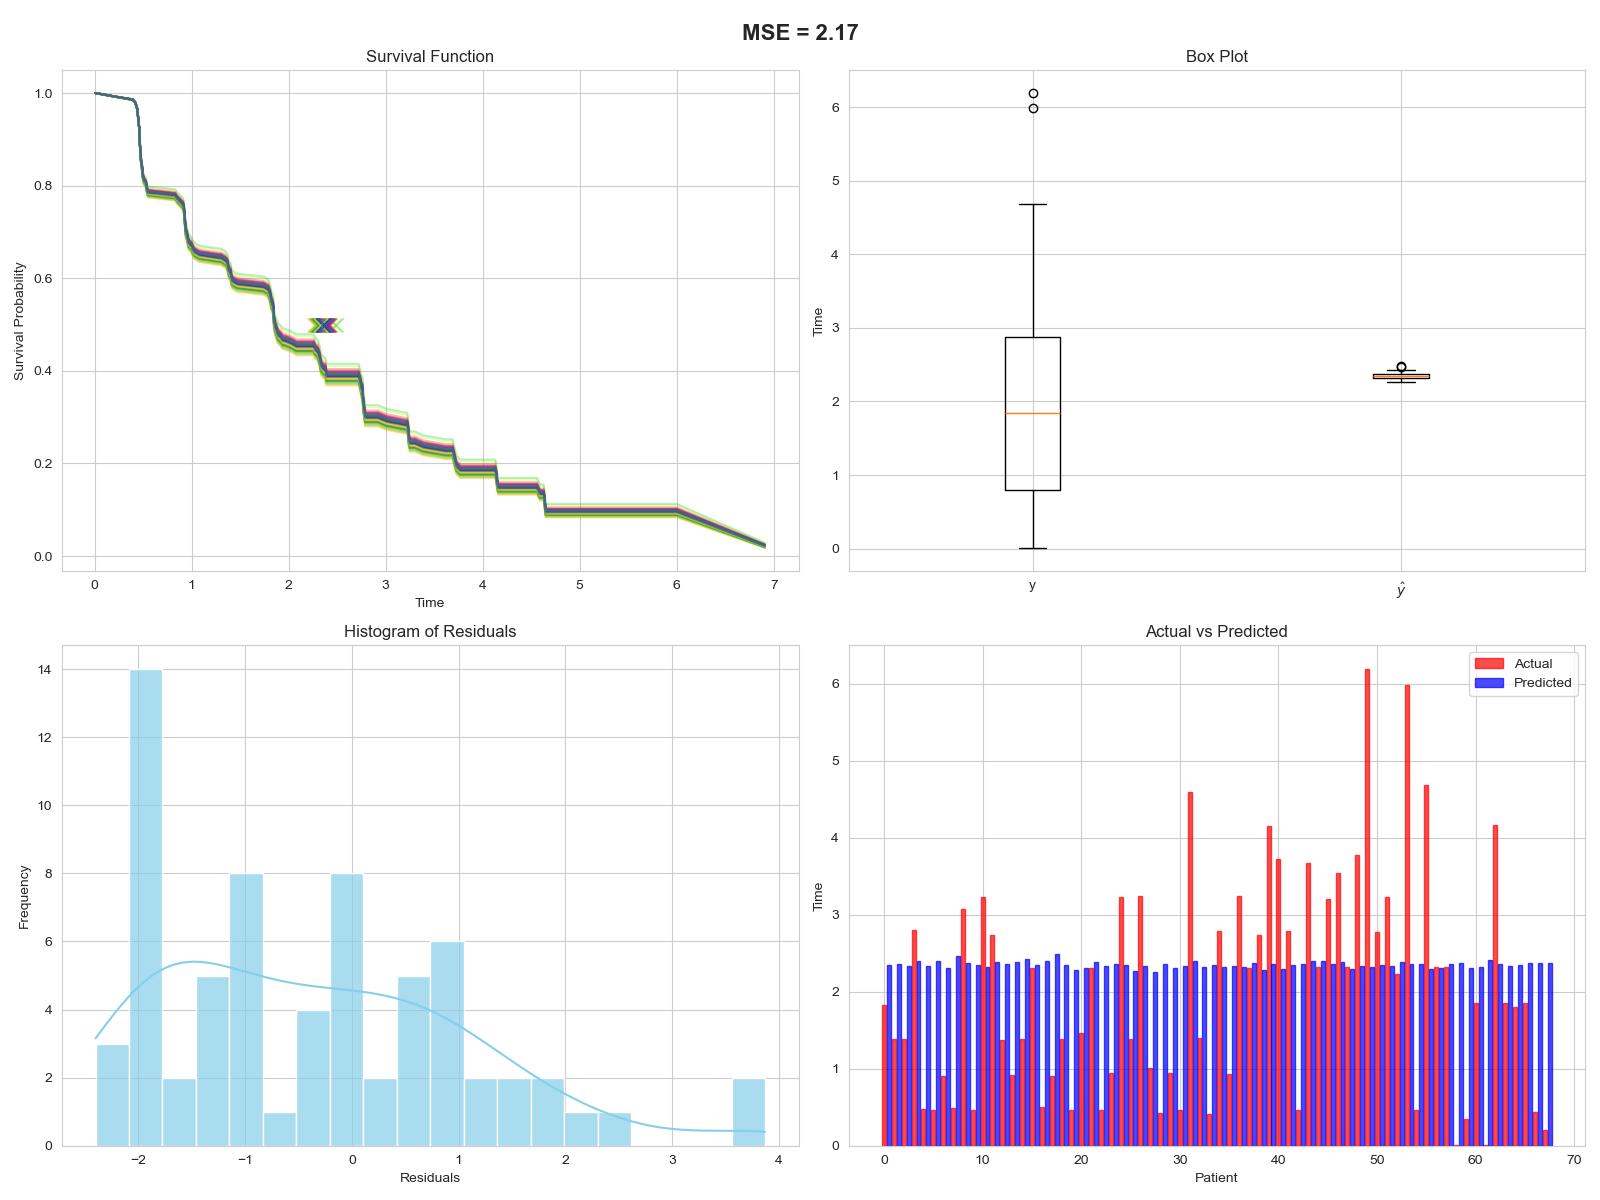 MSE = 2.17
Survival Function
Survival Probability
1.0
0.8
0.6
0.4
0.2
0.0
0 1 2 3 4 5 6 7
Time
Box Plot
Time
6
5
4
3
2
1
0
y ŷ
Histogram of Residuals
Frequency
14
12
10
8
6
4
2
0
−2 −1 0 1 2 3 4
Residuals
Actual vs Predicted
Actual
Predicted
Time
6
5
4
3
2
1
0
0 10 20 30 40 50 60 70
Patient